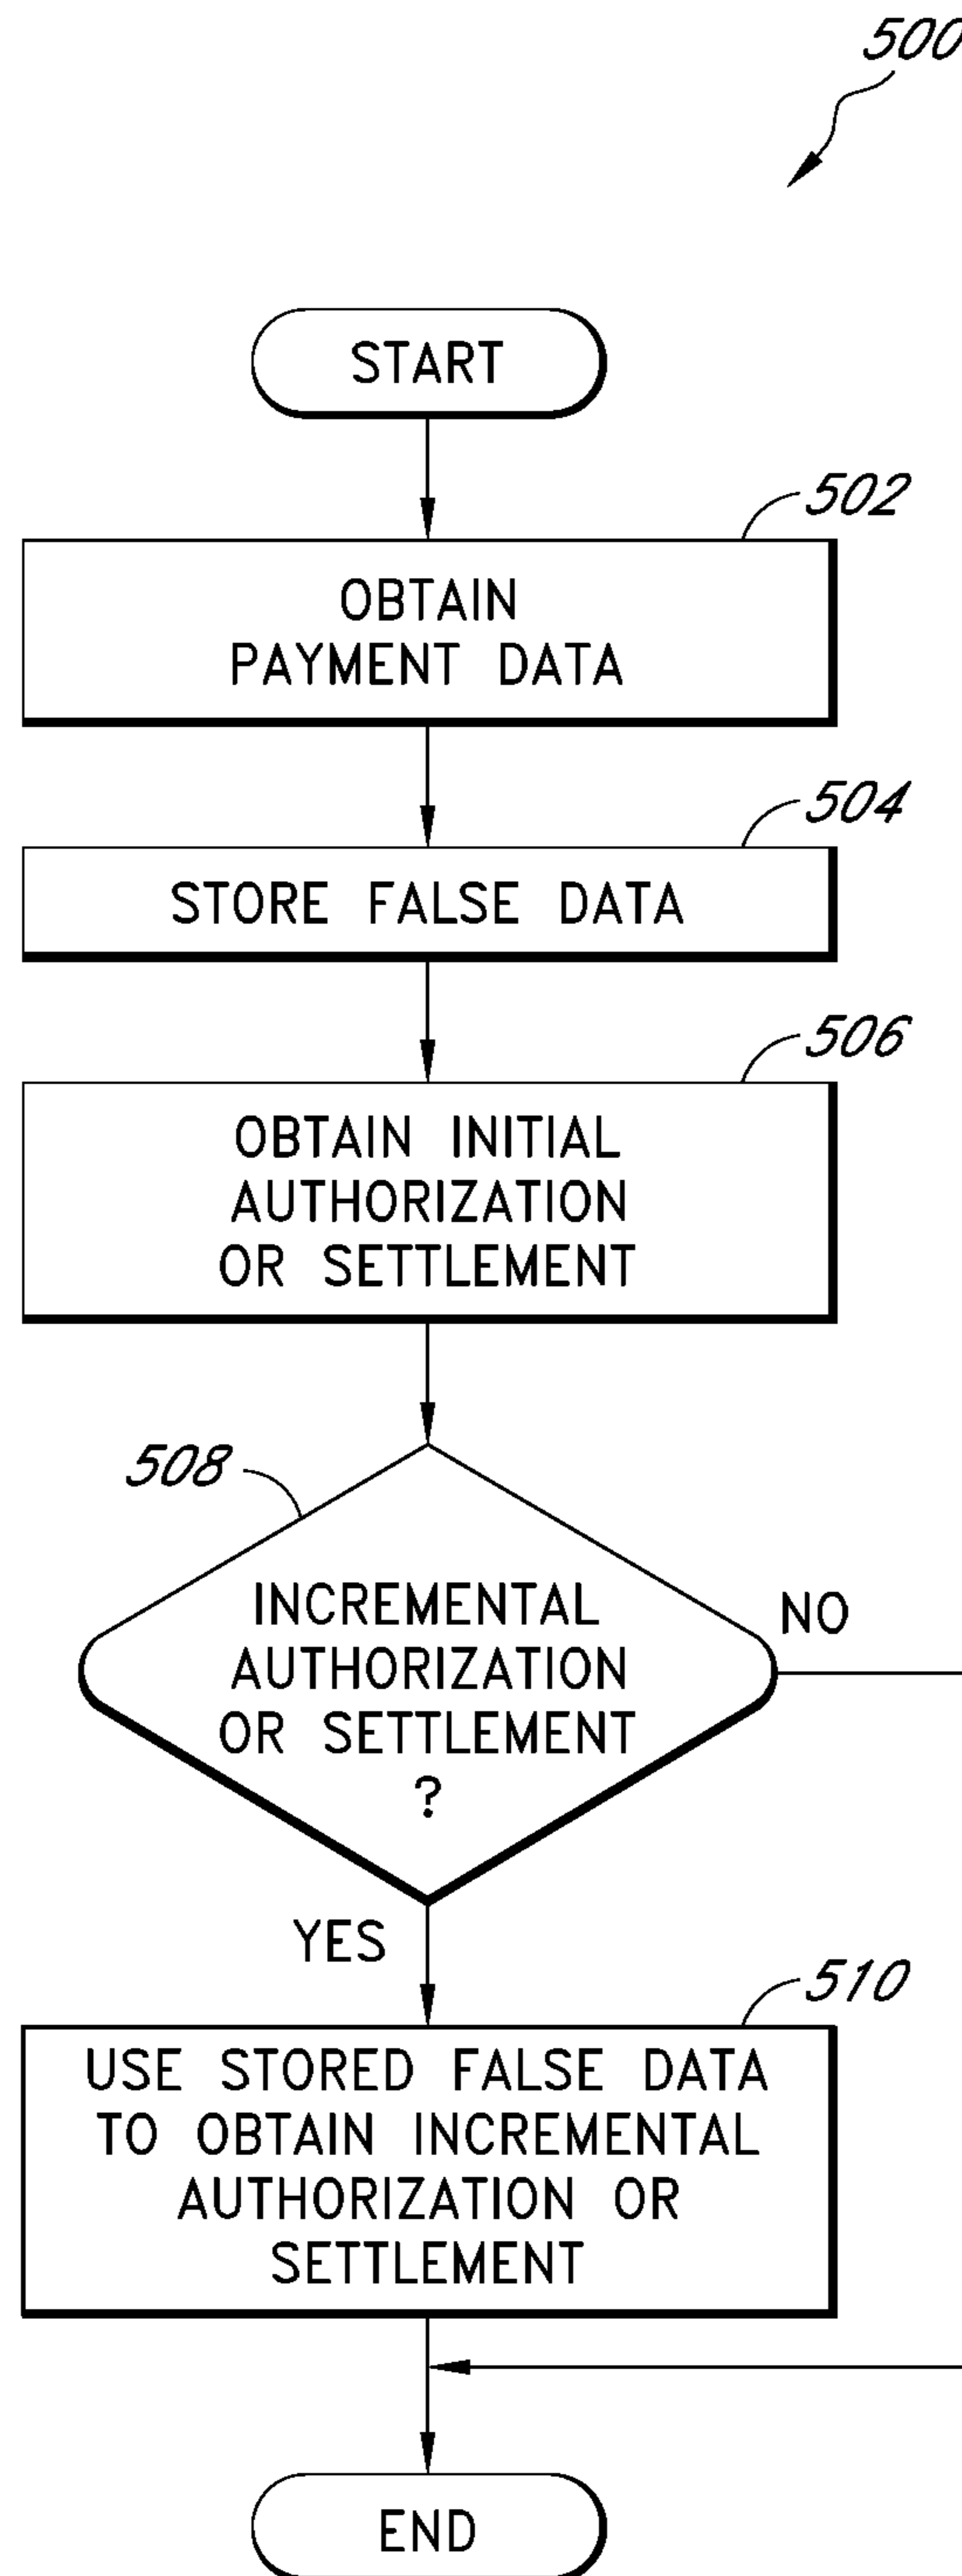 500
START
502
OBTAIN
PAYMENT DATA
504
STORE FALSE DATA
506
OBTAIN INITIAL
AUTHORIZATION
OR SETTLEMENT
508
INCREMENTAL
AUTHORIZATION
OR SETTLEMENT
?
NO
YES
510
USE STORED FALSE DATA
TO OBTAIN INCREMENTAL
AUTHORIZATION OR
SETTLEMENT
END